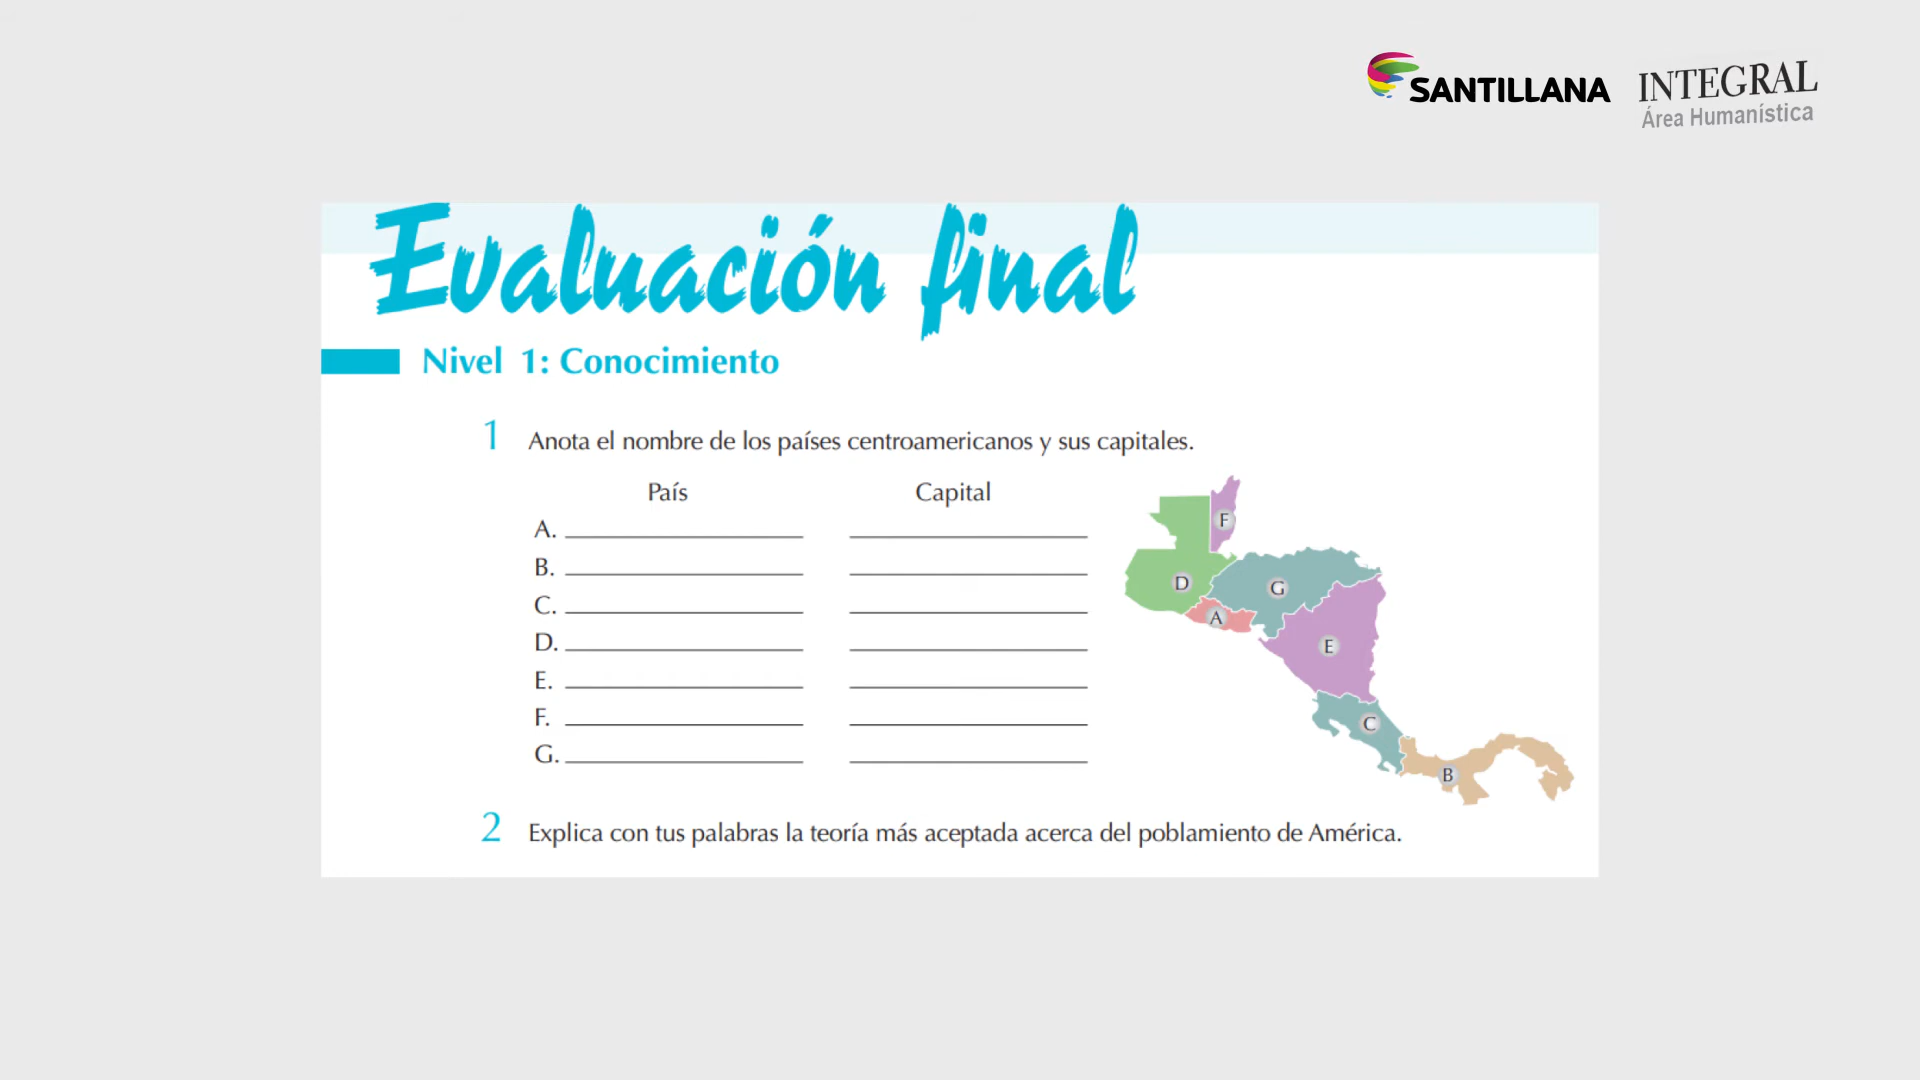 SANTILLANA INTEGRAL
Área Humanística
Evaluación final
Nivel 1: Conocimiento
1 Anota el nombre de los países centroamericanos y sus capitales.
País Capital
A.
B.
C.
D.
E.
F.
G.
F
D
G
A
E
C
B
2 Explica con tus palabras la teoría más aceptada acerca del poblamiento de América.